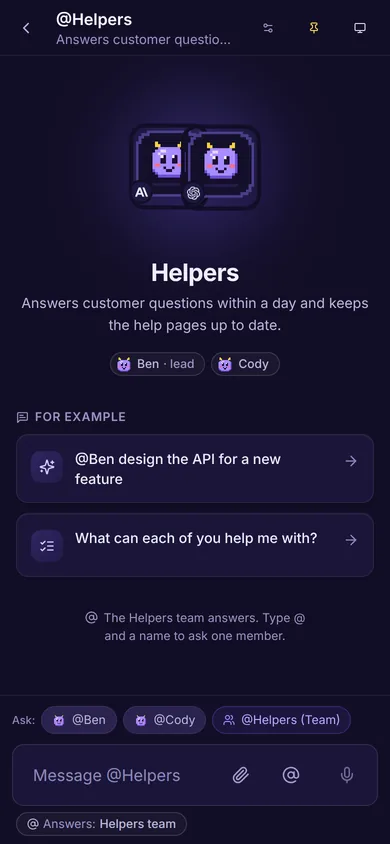 @Helpers
Answers customer questio...
Helpers
Answers customer questions within a day and keeps
the help pages up to date.
Ben · lead
Cody
FOR EXAMPLE
@Ben design the API for a new
feature
What can each of you help me with?
@ The Helpers team answers. Type @
and a name to ask one member.
Ask: @Ben @Cody @Helpers (Team)
Message @Helpers
@ Answers: Helpers team